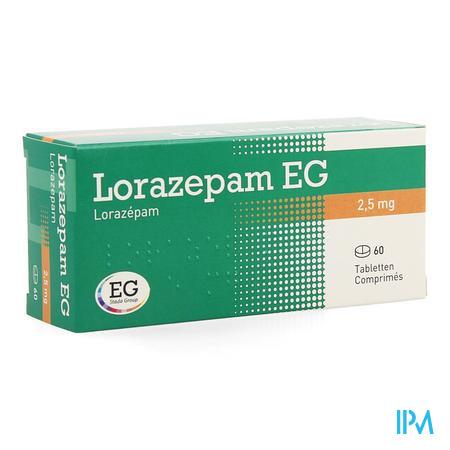 Lorazepam EG
Lorazépam
2,5 mg
60
Tabletten
Comprimés
EG
Stada Group
Lorazepam EG
Lorazépam
2,5 mg
60
IPM